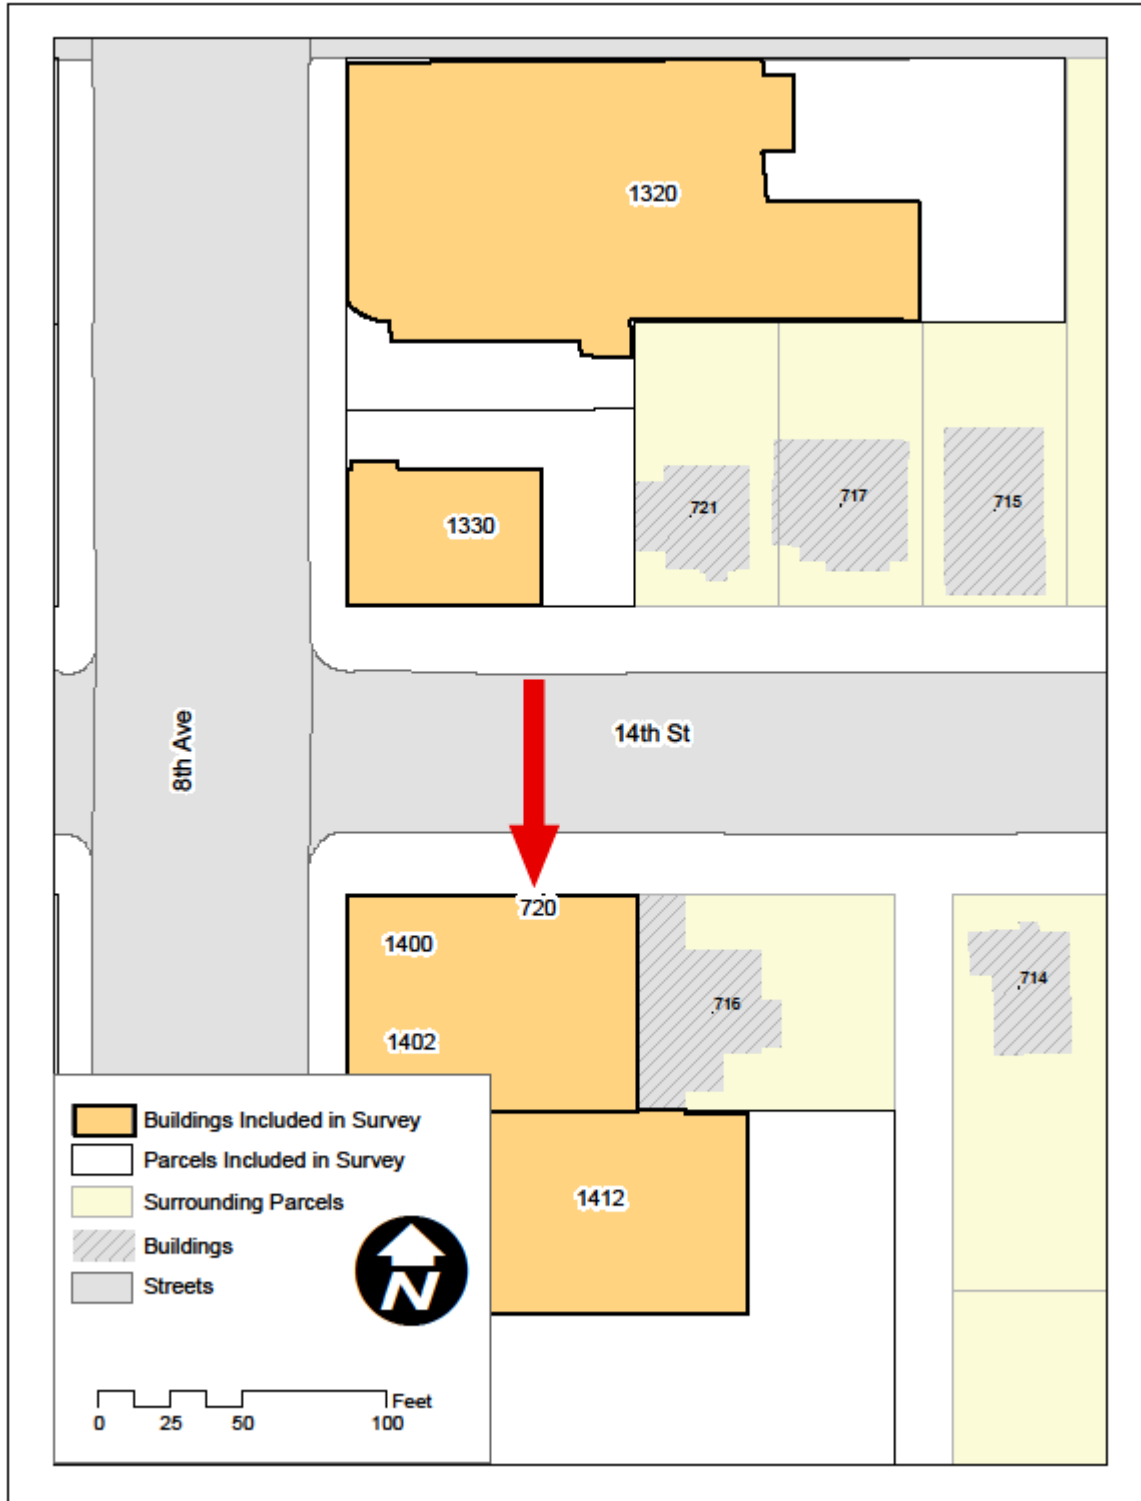 1320
1330
721
717
715
8th Ave
14th St
720
1400
1402
716
714
1412
Buildings Included in Survey
Parcels Included in Survey
Surrounding Parcels
Buildings
Streets
N
Feet
0 25 50 100